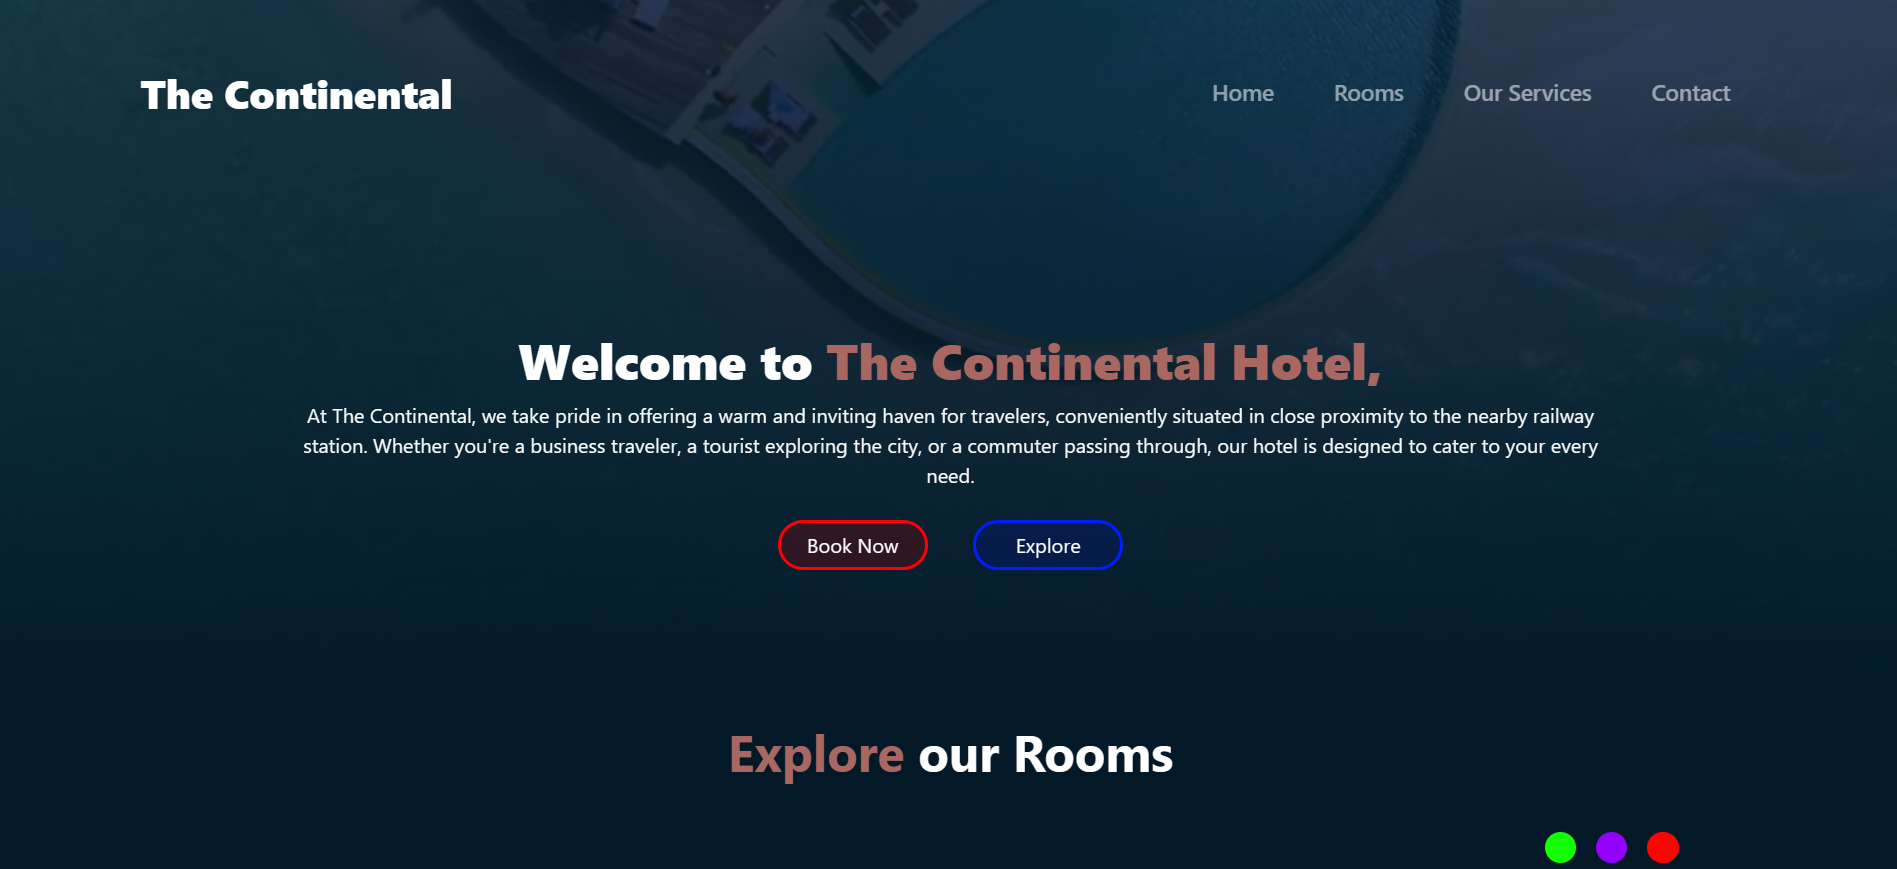 The Continental
Home
Rooms
Our Services
Contact
Welcome to The Continental Hotel,
At The Continental, we take pride in offering a warm and inviting haven for travelers, conveniently situated in close proximity to the nearby railway
station. Whether you're a business traveler, a tourist exploring the city, or a commuter passing through, our hotel is designed to cater to your every
need.
Book Now
Explore
Explore our Rooms